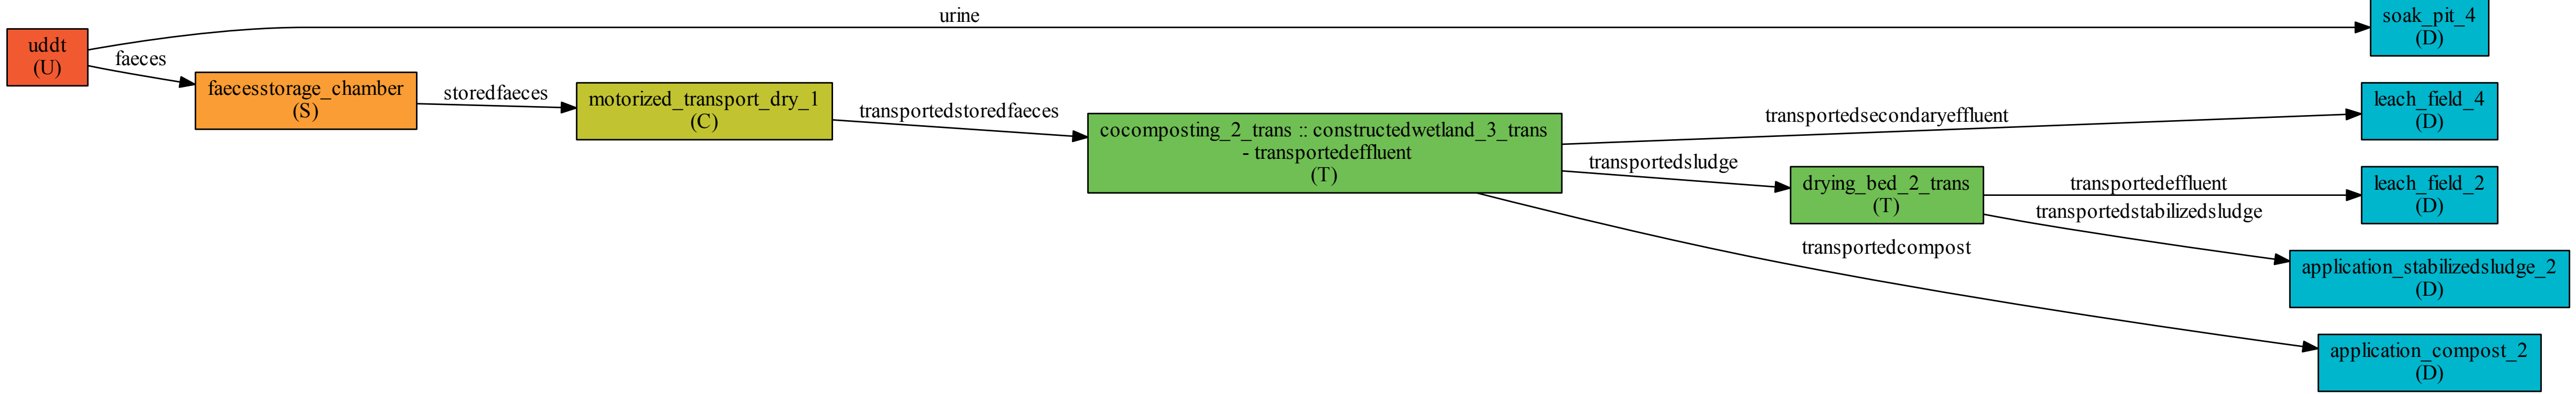 urine
uddt
(U)
faeces
faecesstorage_chamber
(S)
storedfaeces
motorized_transport_dry_1
(C)
transportedstoredfaeces
cocomposting_2_trans :: constructedwetland_3_trans
- transportedeffluent
(T)
transportedsecondaryeffluent
transportedsludge
drying_bed_2_trans
(T)
transportedeffluent
transportedstabilizedsludge
transportedcompost
soak_pit_4
(D)
leach_field_4
(D)
leach_field_2
(D)
application_stabilizedsludge_2
(D)
application_compost_2
(D)